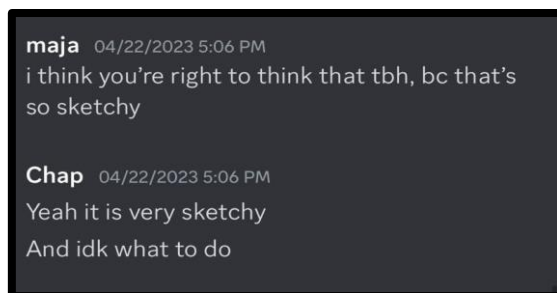 maja 04/22/2023 5:06 PM
i think you’re right to think that tbh, bc that’s
so sketchy
Chap 04/22/2023 5:06 PM
Yeah it is very sketchy
And idk what to do